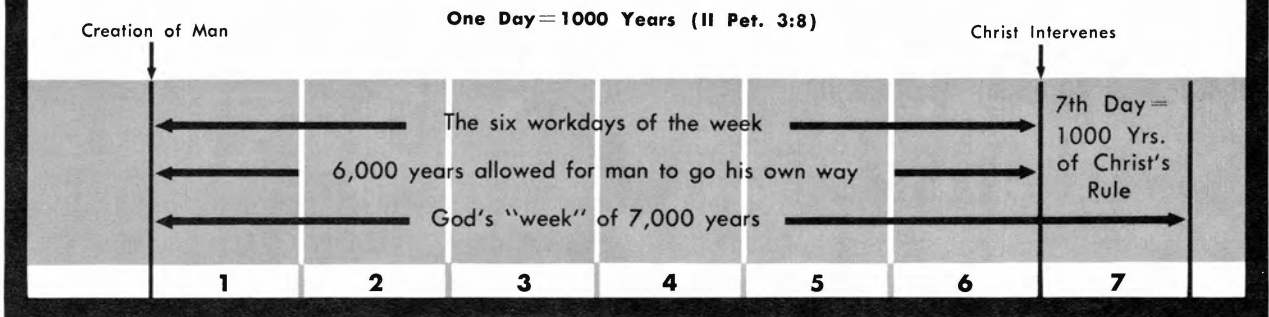 One Day=1000 Years (II Pet. 3:8)
Creation of Man
Christ Intervenes
The six workdays of the week
6,000 years allowed for man to go his own way
God's "week" of 7,000 years
7th Day=
1000 Yrs.
of Christ's
Rule
1 2 3 4 5 6 7